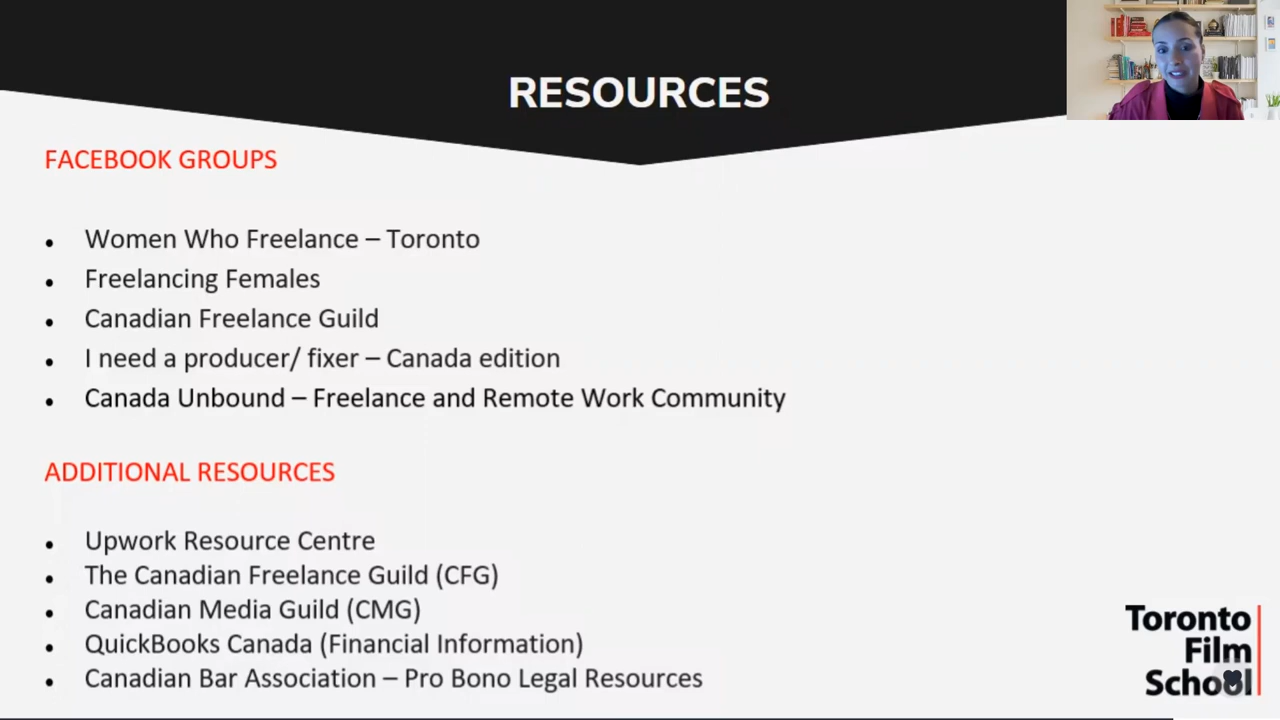 RESOURCES
FACEBOOK GROUPS
• Women Who Freelance – Toronto
• Freelancing Females
• Canadian Freelance Guild
• I need a producer/ fixer – Canada edition
• Canada Unbound – Freelance and Remote Work Community
ADDITIONAL RESOURCES
• Upwork Resource Centre
• The Canadian Freelance Guild (CFG)
• Canadian Media Guild (CMG)
• QuickBooks Canada (Financial Information)
• Canadian Bar Association – Pro Bono Legal Resources
Toronto
Film
School